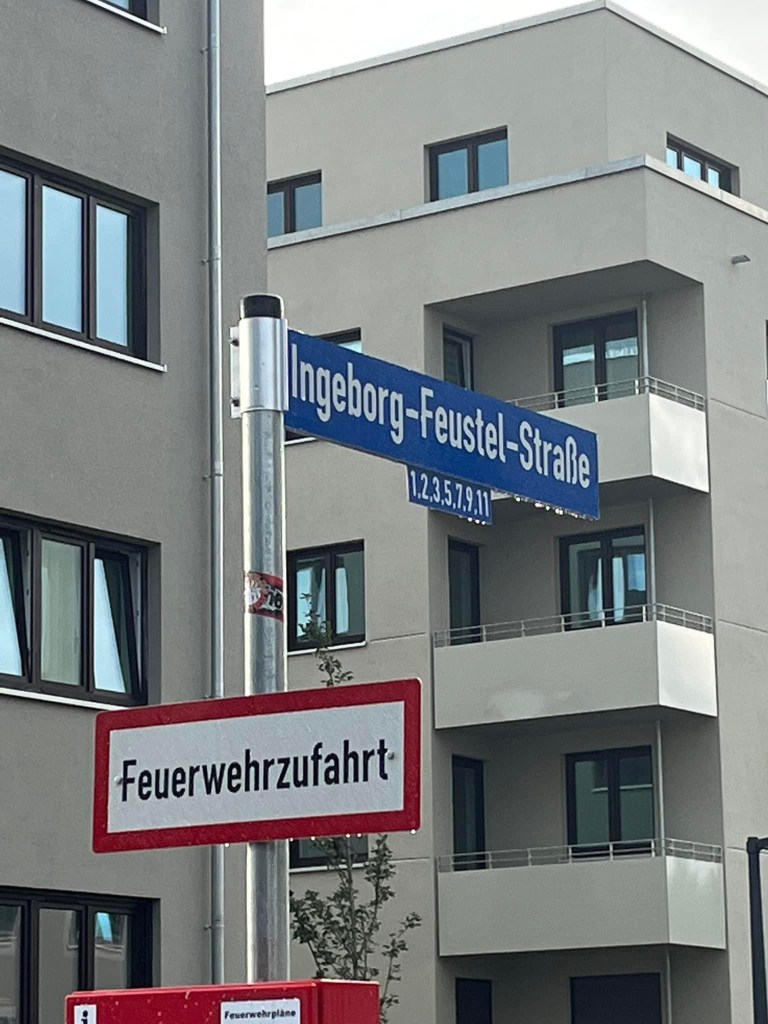 Ingeborg-Feustel-Straße
1,2,3,5,7,9,11
Feuerwehrzufahrt
i
Feuerwehrpläne